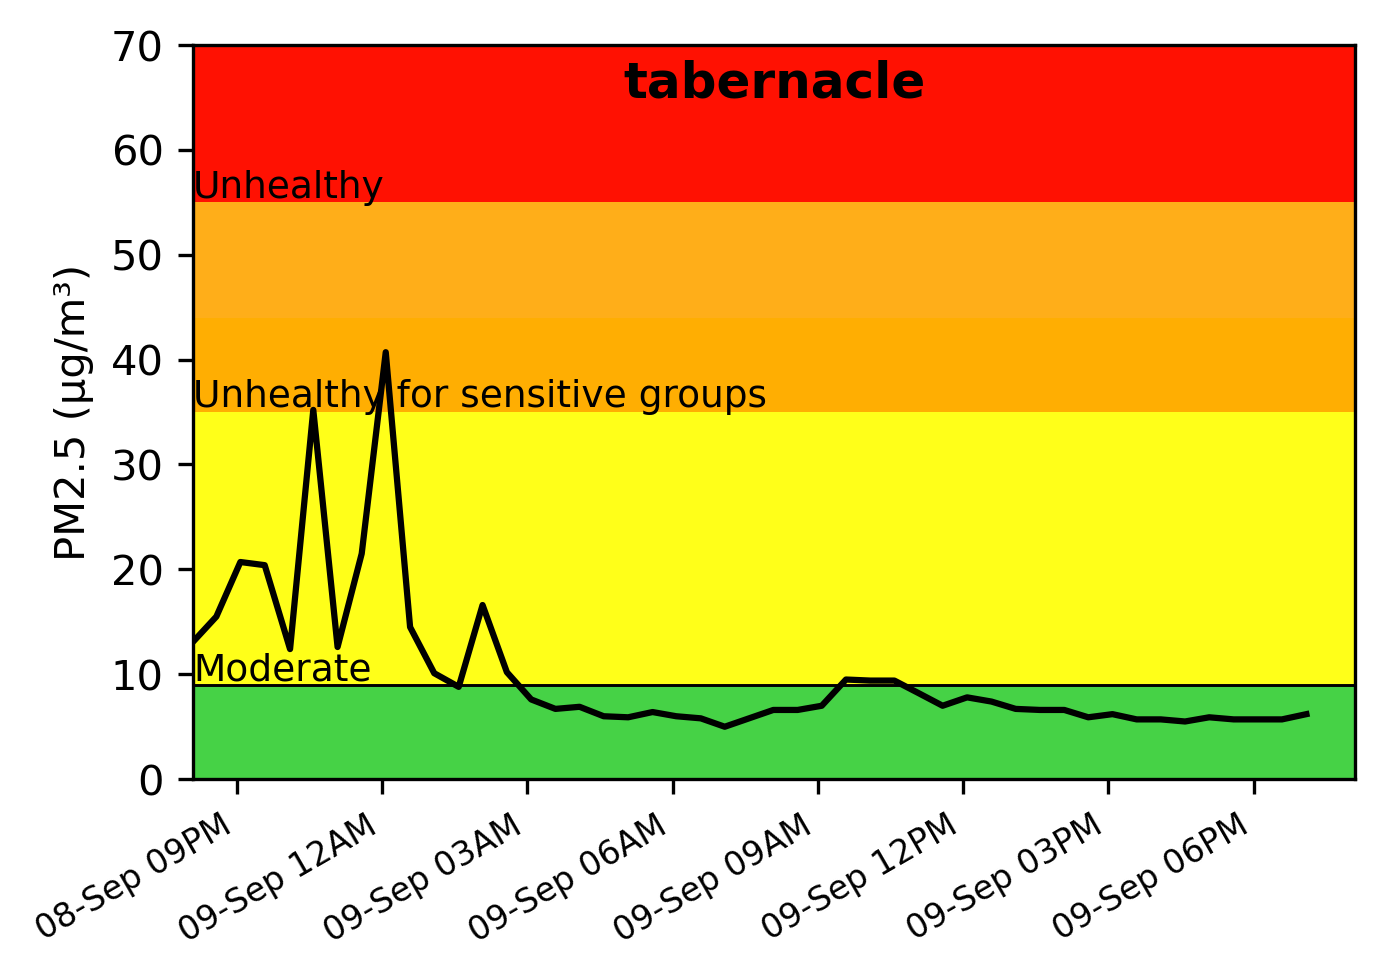 tabernacle
PM2.5 (µg/m³)
70
60
50
40
30
20
10
0
Unhealthy
Unhealthy for sensitive groups
Moderate
08-Sep 09PM
09-Sep 12AM
09-Sep 03AM
09-Sep 06AM
09-Sep 09AM
09-Sep 12PM
09-Sep 03PM
09-Sep 06PM